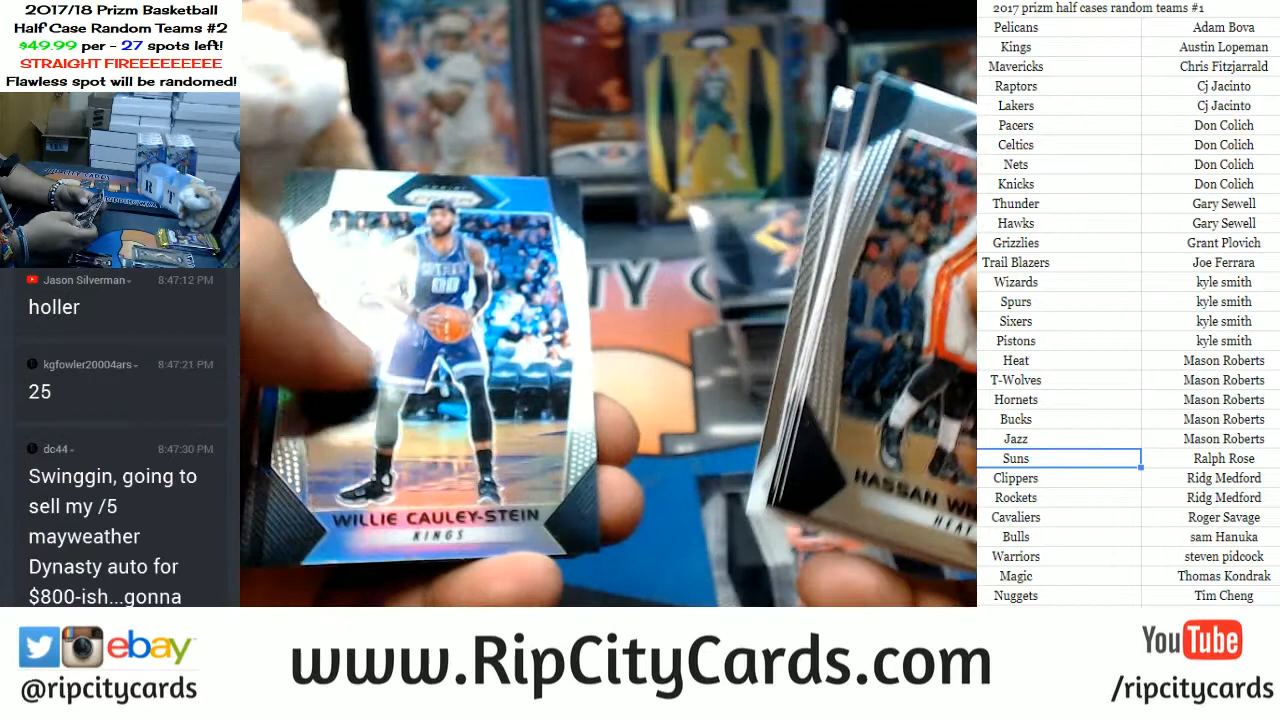 2017/18 Prizm Basketball
Half Case Random Teams #2
$49.99 per - 27 spots left!
STRAIGHT FIREEEEEEEEE
Flawless spot will be randomed!
R
T
Jason Silverman
8:47:12 PM
holler
kgfowler20004ars
8:47:21 PM
25
dc44
8:47:30 PM
Swinggin, going to
sell my /5
mayweather
Dynasty auto for
$800-ish...gonna
WILLIE CAULEY-STEIN
KINGS
00
HASSAN WH
HEAT
TY C
2017 prizm half cases random teams #1
Pelicans Adam Bova
Kings Austin Lopeman
Mavericks Chris Fitzjarrald
Raptors Cj Jacinto
Lakers Cj Jacinto
Pacers Don Colich
Celtics Don Colich
Nets Don Colich
Knicks Don Colich
Thunder Gary Sewell
Hawks Gary Sewell
Grizzlies Grant Plovich
Trail Blazers Joe Ferrara
Wizards kyle smith
Spurs kyle smith
Sixers kyle smith
Pistons kyle smith
Heat Mason Roberts
T-Wolves Mason Roberts
Hornets Mason Roberts
Bucks Mason Roberts
Jazz Mason Roberts
Suns Ralph Rose
Clippers Ridg Medford
Rockets Ridg Medford
Cavaliers Roger Savage
Bulls sam Hanuka
Warriors steven pidcock
Magic Thomas Kondrak
Nuggets Tim Cheng
ebay
@ripcitycards
www.RipCityCards.com
YouTube
/ripcitycards